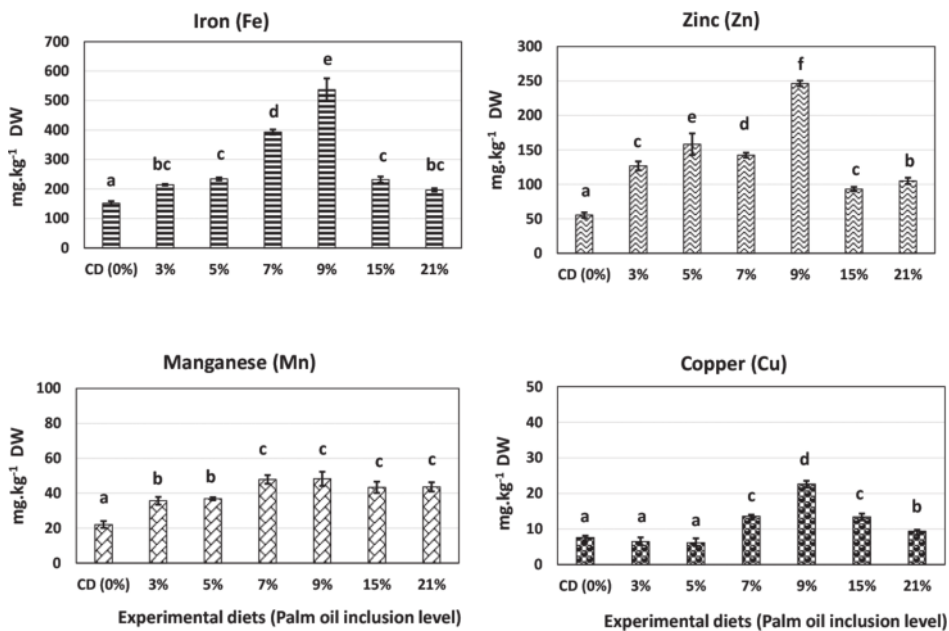 Iron (Fe)
mg.kg⁻¹ DW
700
600
500
400
300
200
100
0
a
bc
c
d
e
c
bc
CD (0%) 3% 5% 7% 9% 15% 21%
Zinc (Zn)
mg.kg⁻¹ DW
300
250
200
150
100
50
0
a
c
e
d
f
c
b
CD (0%) 3% 5% 7% 9% 15% 21%
Manganese (Mn)
mg.kg⁻¹ DW
100
80
60
40
20
0
a
b
b
c
c
c
c
CD (0%) 3% 5% 7% 9% 15% 21%
Experimental diets (Palm oil inclusion level)
Copper (Cu)
mg.kg⁻¹ DW
50
40
30
20
10
0
a
a
a
c
d
c
b
CD (0%) 3% 5% 7% 9% 15% 21%
Experimental diets (Palm oil inclusion level)